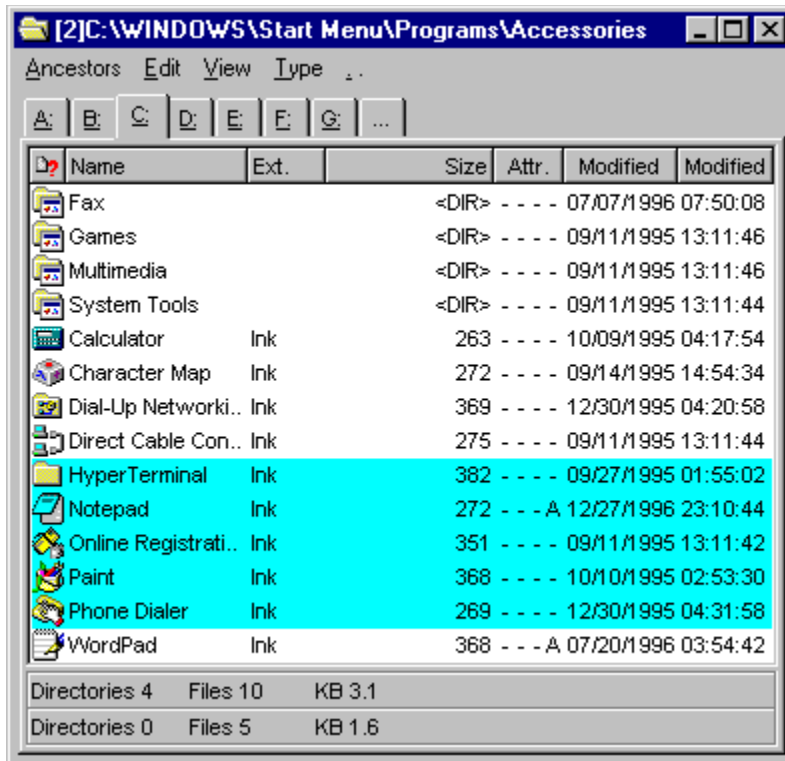 [2]C:\WINDOWS\Start Menu\Programs\Accessories
Ancestors Edit View Type . .
A: B: C: D: E: F: G: ...
Name Ext. Size Attr. Modified Modified
Fax <DIR> - - - - 07/07/1996 07:50:08
Games <DIR> - - - - 09/11/1995 13:11:46
Multimedia <DIR> - - - - 09/11/1995 13:11:46
System Tools <DIR> - - - - 09/11/1995 13:11:44
Calculator lnk 263 - - - - 10/09/1995 04:17:54
Character Map lnk 272 - - - - 09/14/1995 14:54:34
Dial-Up Networki.. lnk 369 - - - - 12/30/1995 04:20:58
Direct Cable Con.. lnk 275 - - - - 09/11/1995 13:11:44
HyperTerminal lnk 382 - - - - 09/27/1995 01:55:02
Notepad lnk 272 - - - A 12/27/1996 23:10:44
Online Registrati.. lnk 351 - - - - 09/11/1995 13:11:42
Paint lnk 368 - - - - 10/10/1995 02:53:30
Phone Dialer lnk 269 - - - - 12/30/1995 04:31:58
WordPad lnk 368 - - - A 07/20/1996 03:54:42
Directories 4 Files 10 KB 3.1
Directories 0 Files 5 KB 1.6